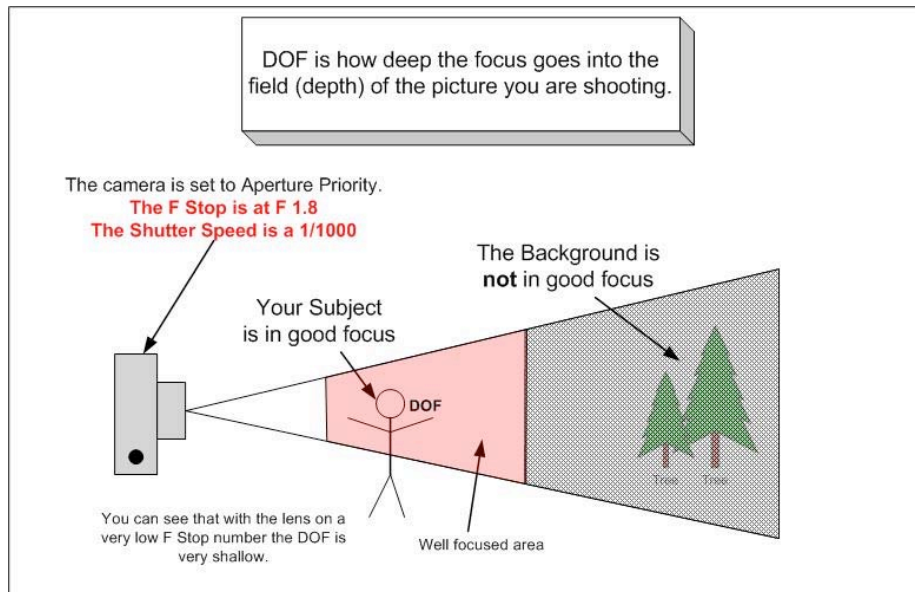 DOF is how deep the focus goes into the
field (depth) of the picture you are shooting.
The camera is set to Aperture Priority.
The F Stop is at F 1.8
The Shutter Speed is a 1/1000
The Background is
not in good focus
Your Subject
is in good focus
DOF
Tree
Tree
You can see that with the lens on a
very low F Stop number the DOF is
very shallow.
Well focused area